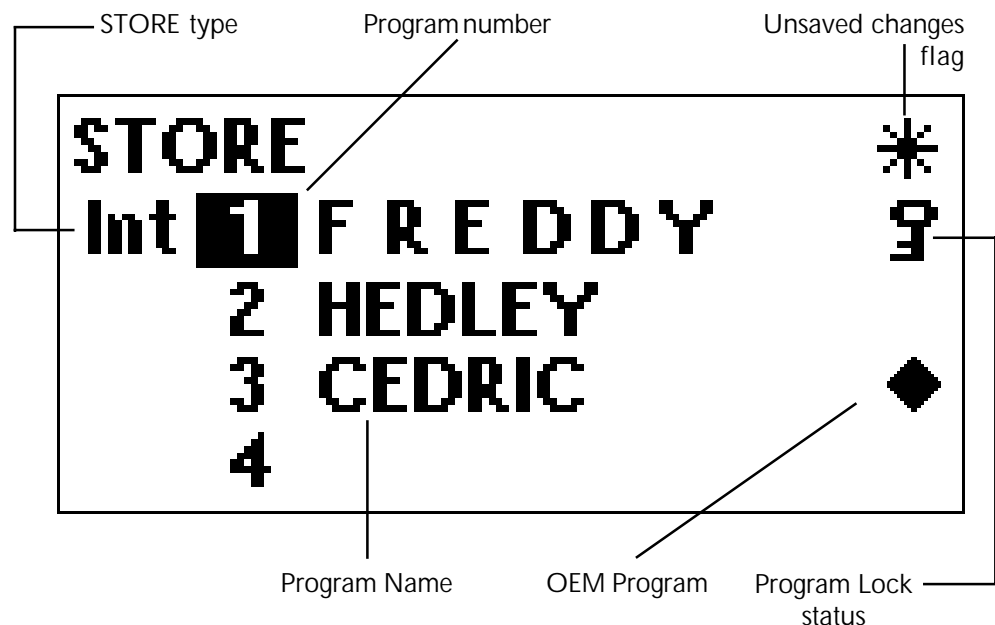 STORE type
Program number
Unsaved changes
flag
STORE
Int 1 F R E D D Y
2 HEDLEY
3 CEDRIC
4
Program Name
OEM Program
Program Lock
status